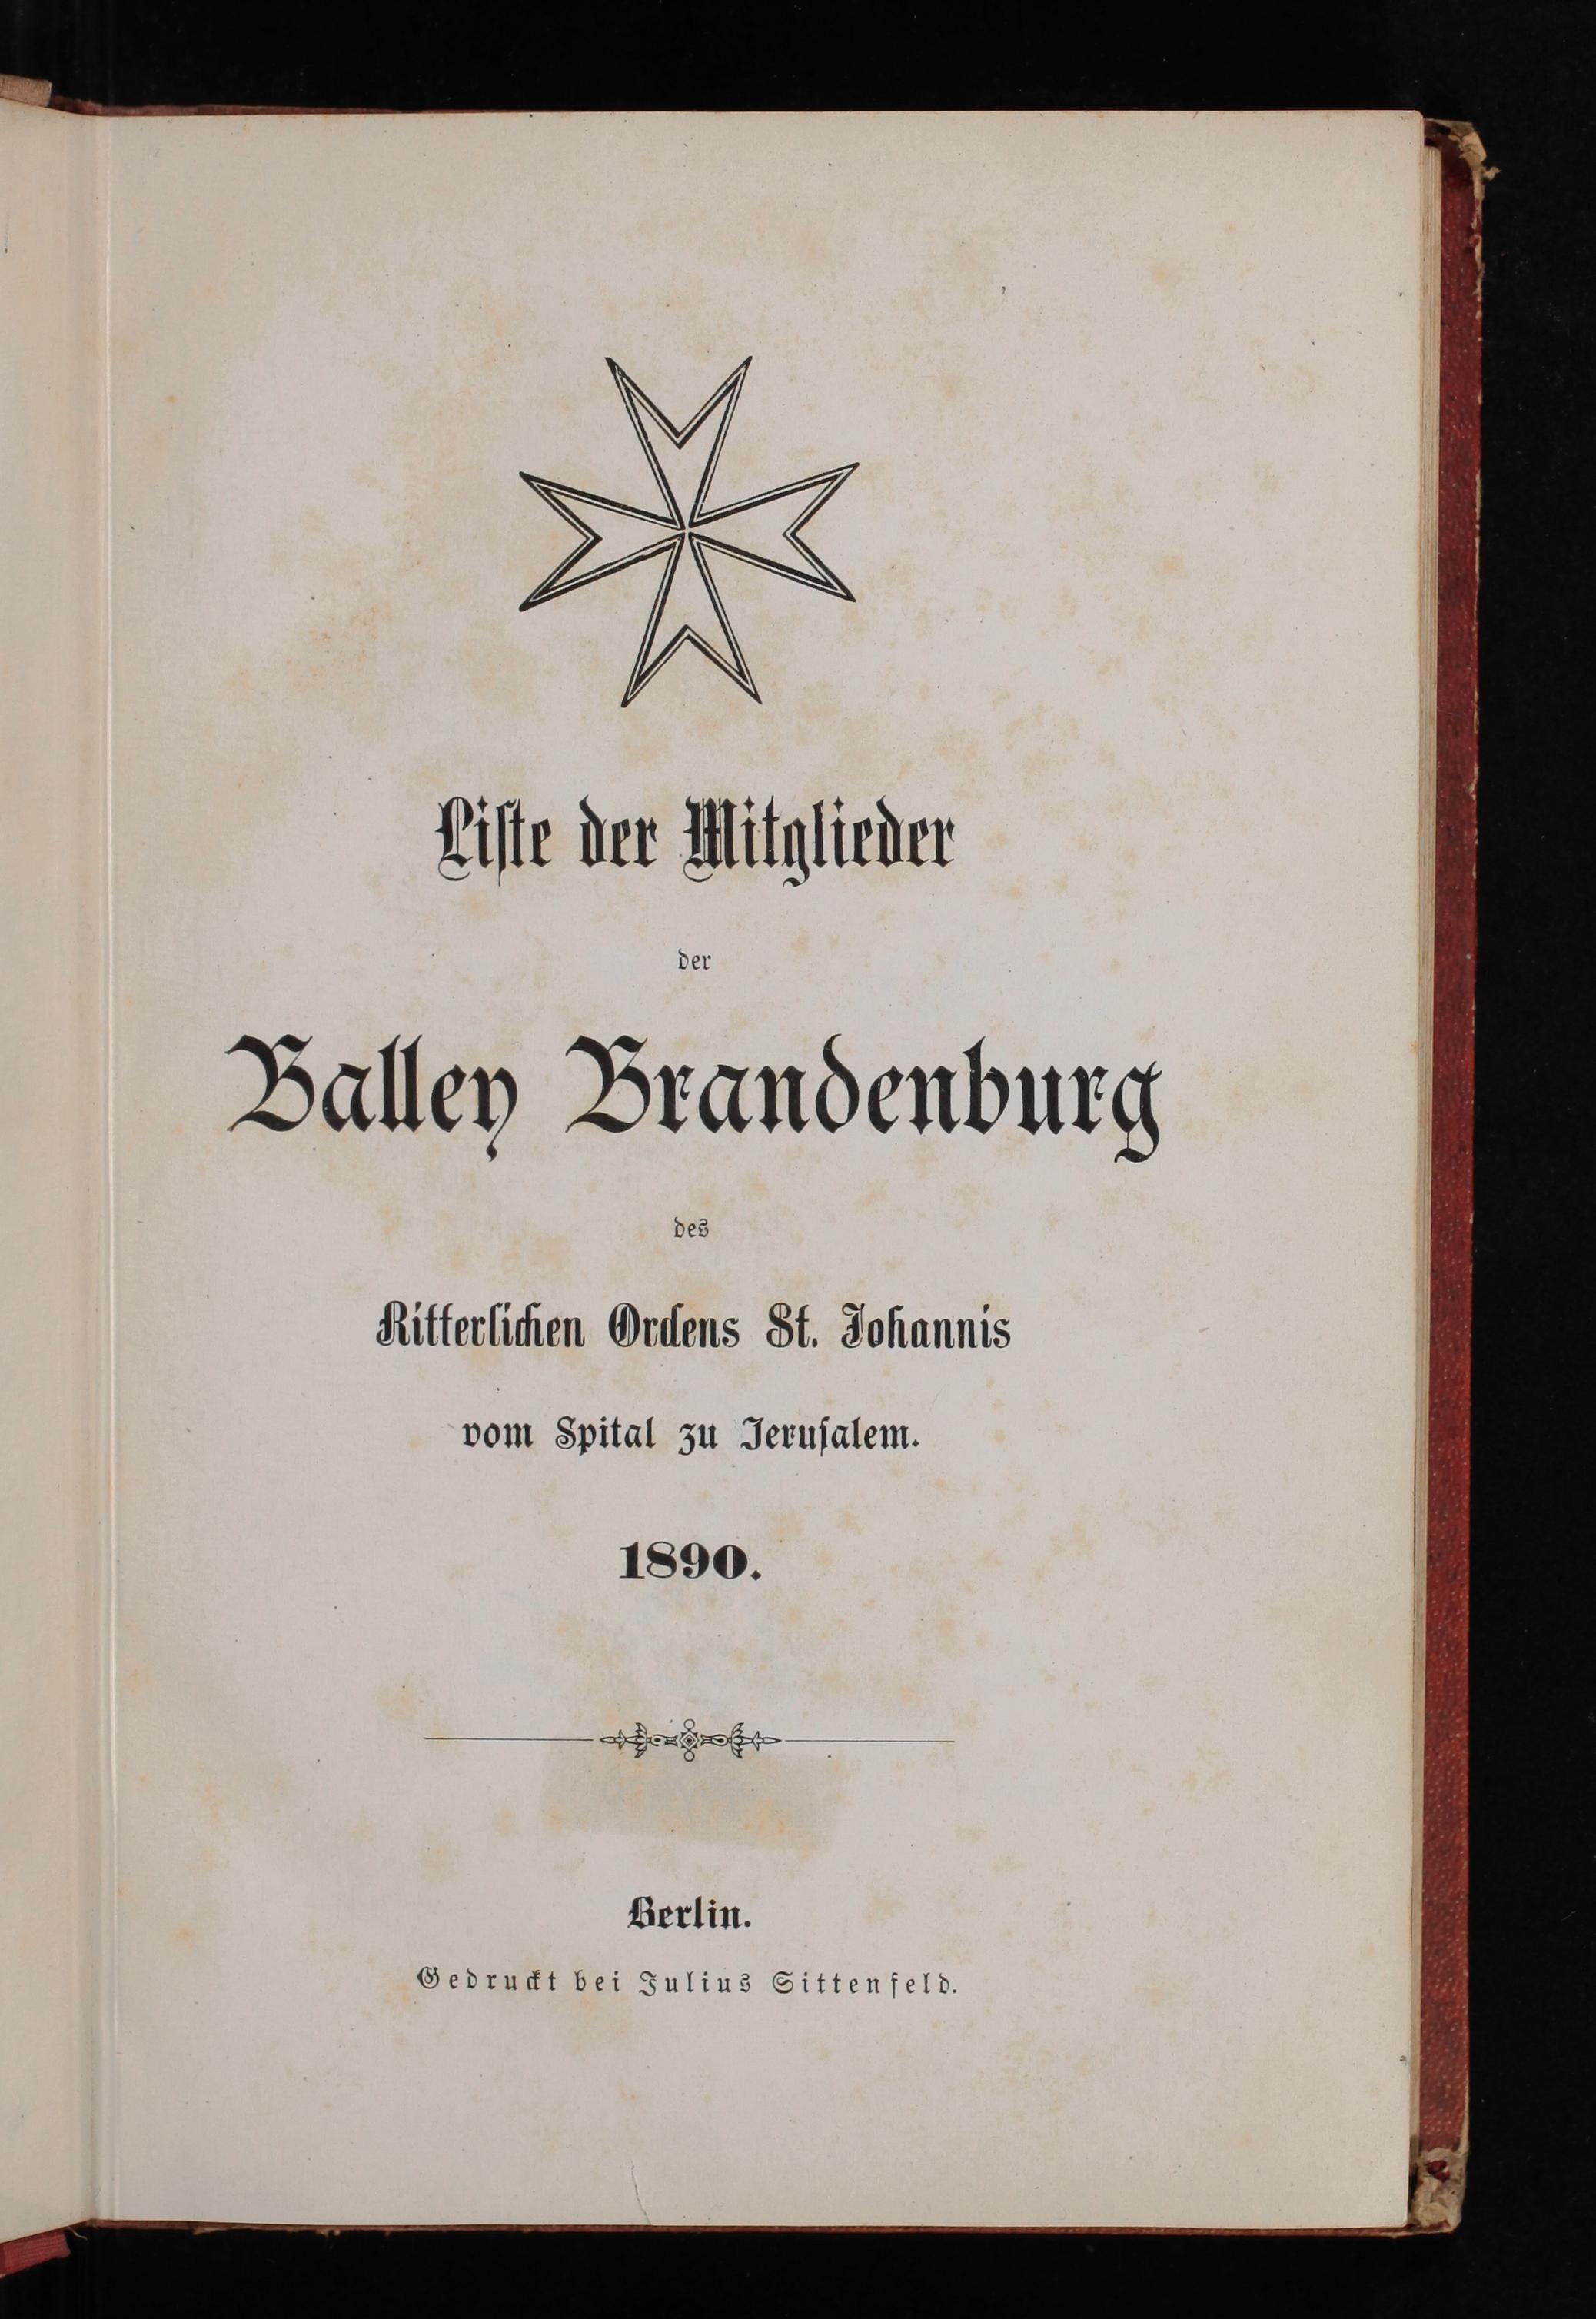 Liſte der Mitglieder
der
Balley Brandenburg
des
Ritterlichen Ordens St. Johannis
vom Spital zu Jeruſalem.
1890.
Berlin.
Gedruckt bei Julius Sittenfeld.